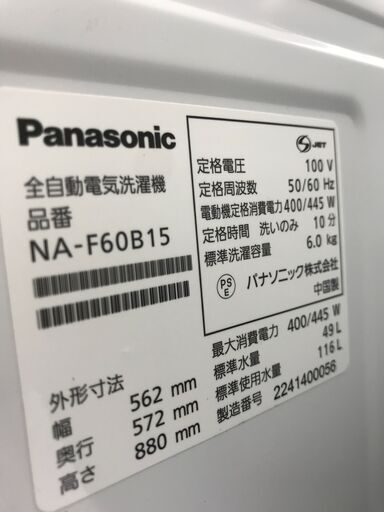 Panasonic
全自動電気洗濯機
品番
NA-F60B15
外形寸法
幅 562 mm
奥行 572 mm
高さ 880 mm
S JET
定格電圧 100 V
定格周波数 50/60 Hz
電動機定格消費電力 400/445 W
定格時間 洗いのみ 10 分
標準洗濯容量 6.0 kg
PS
E
パナソニック株式会社
中国製
最大消費電力 400/445 W
標準水量 49 L
標準使用水量 116 L
製造番号 2241400056